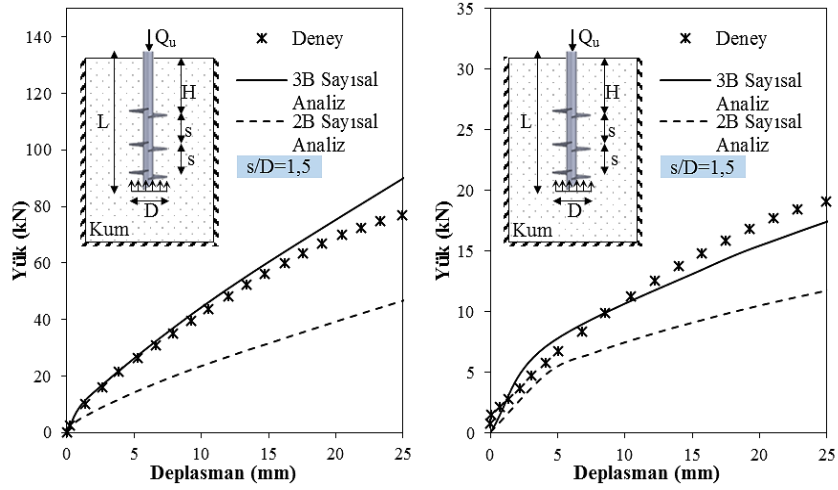 140
120
100
80
60
40
20
0
Yük (kN)
0
5
10
15
20
25
Deplasman (mm)
Qu
H
L
s
s
D
Kum
Deney
3B Sayısal
Analiz
2B Sayısal
Analiz
s/D=1,5
35
30
25
20
15
10
5
0
Yük (kN)
0
5
10
15
20
25
Deplasman (mm)
Qu
H
L
s
s
D
Kum
Deney
3B Sayısal
Analiz
2B Sayısal
Analiz
s/D=1,5